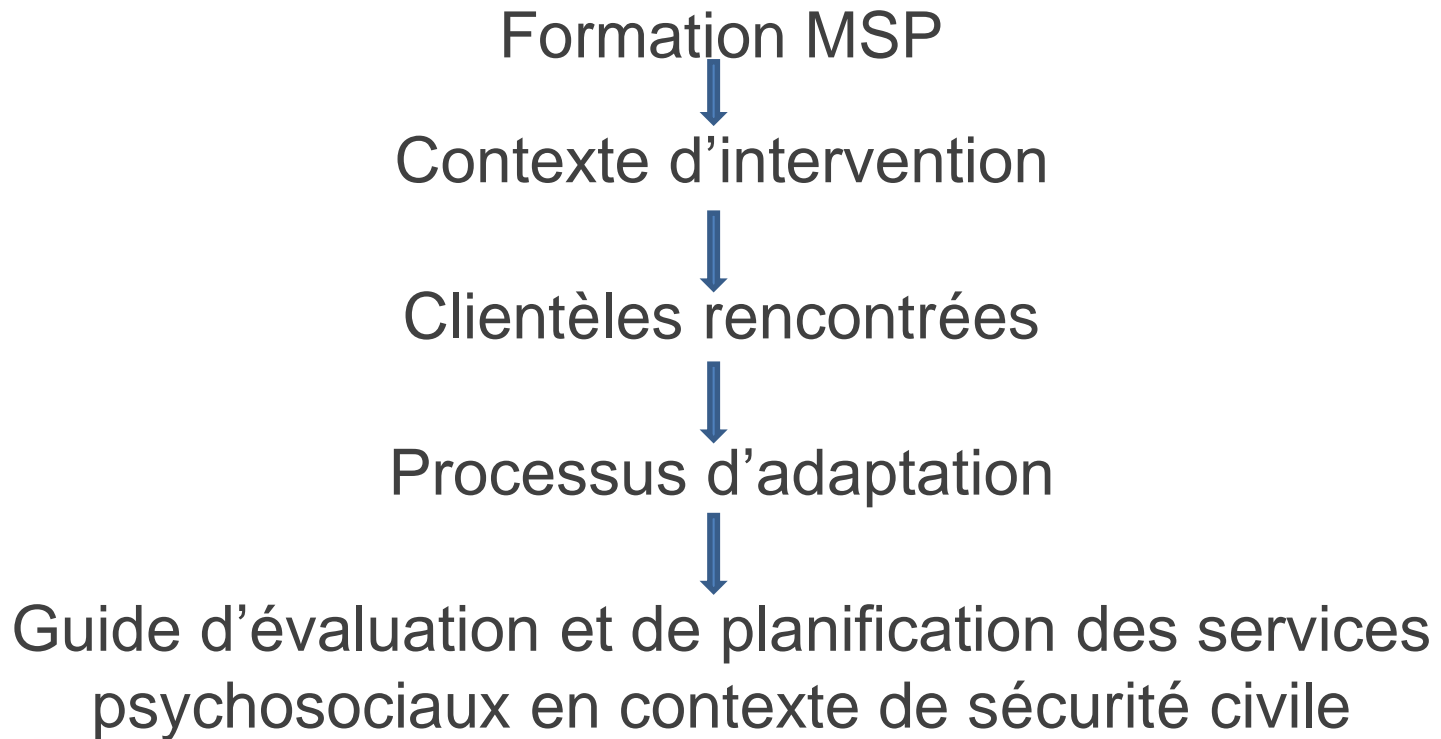 Formation MSP
Contexte d’intervention
Clientèles rencontrées
Processus d’adaptation
Guide d’évaluation et de planification des services
psychosociaux en contexte de sécurité civile